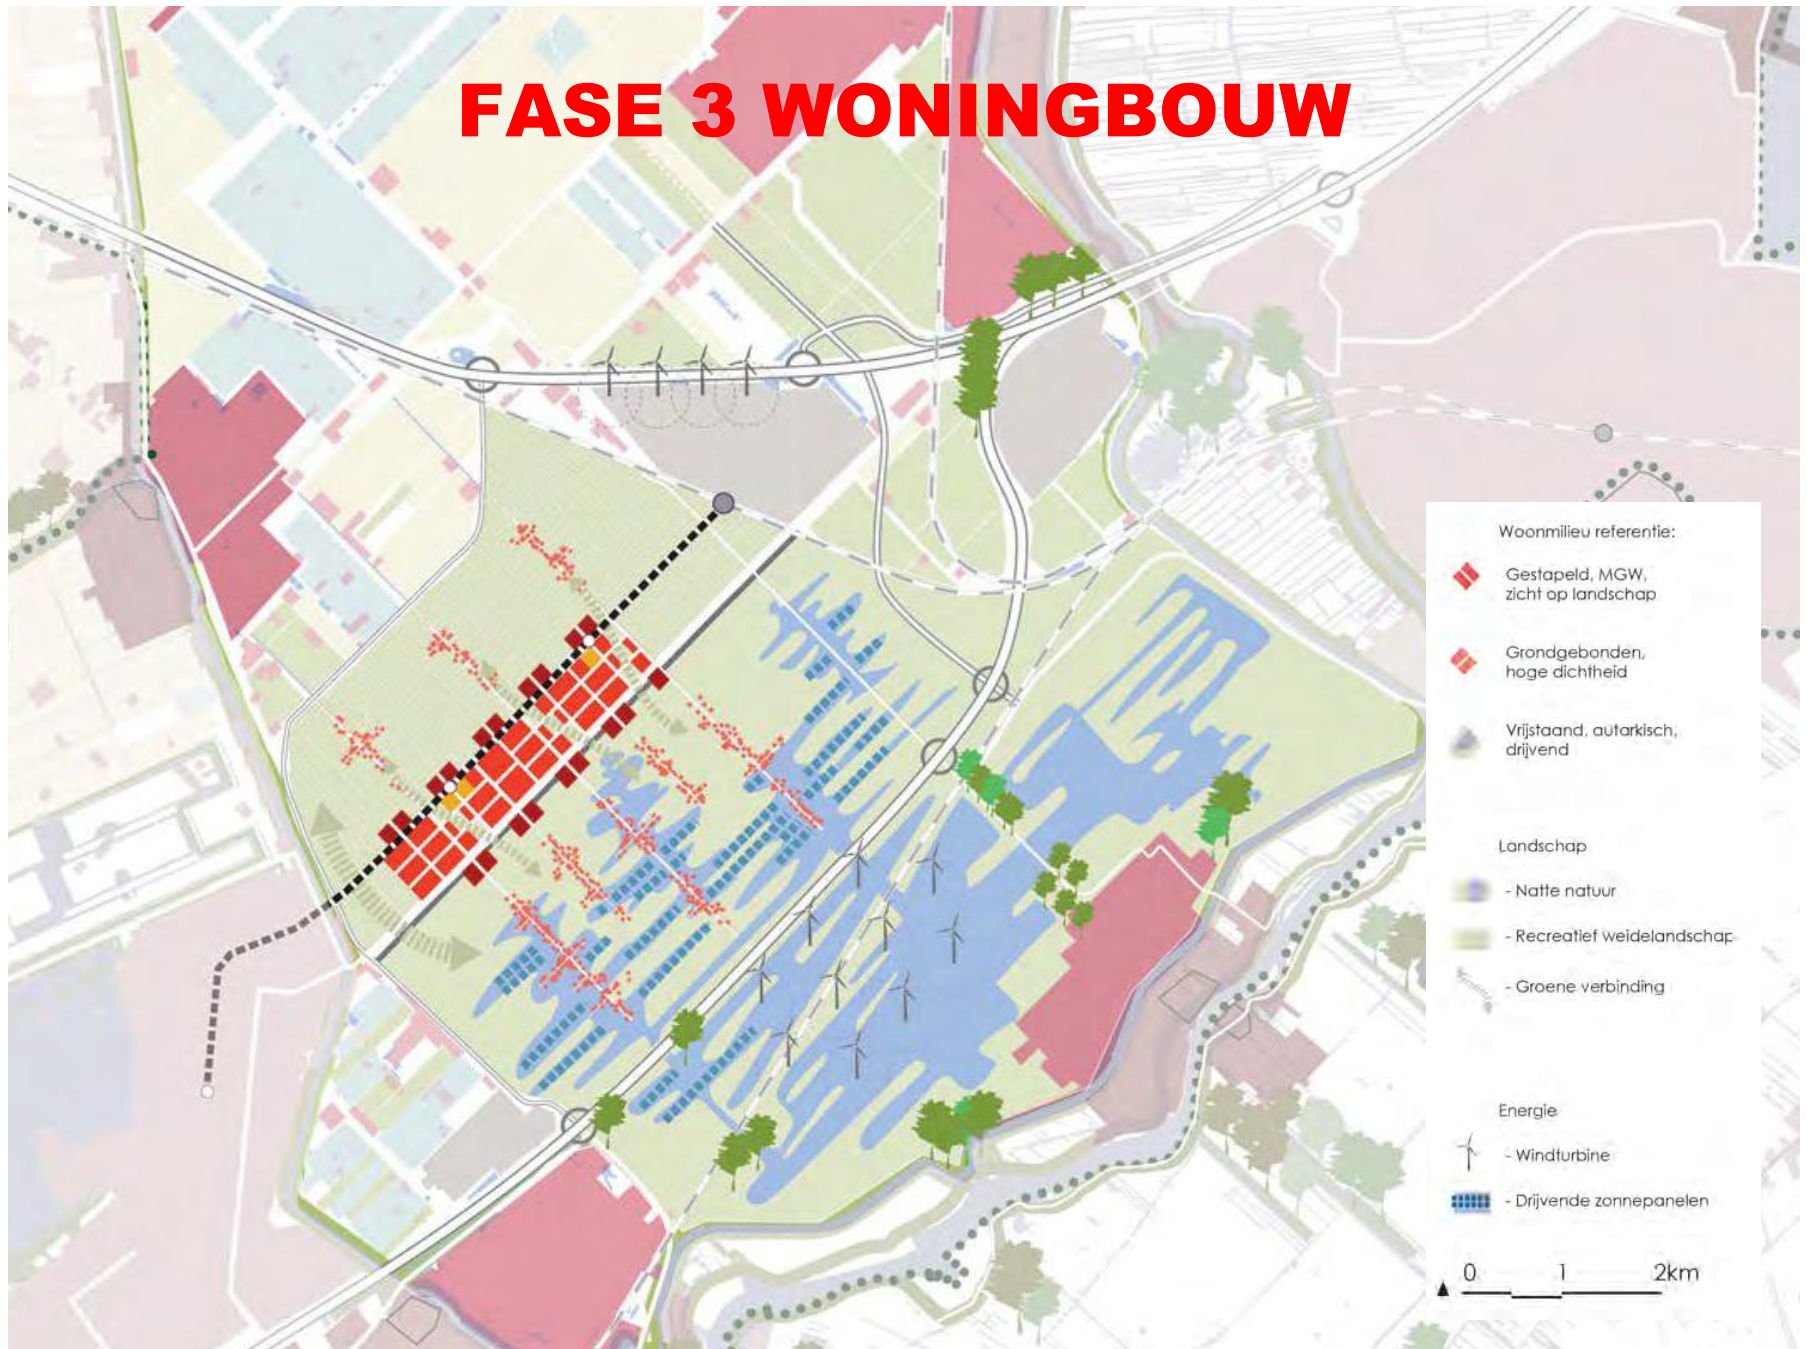 FASE 3 WONINGBOUW
Woonmilieu referentie:
Gestapeld, MGW,
zicht op landschap
Grondgebonden,
hoge dichtheid
Vrijstaand, autarkisch,
drijvend
Landschap
- Natte natuur
- Recreatief weidelandschap
- Groene verbinding
Energie
- Windturbine
- Drijvende zonnepanelen
0 1 2km